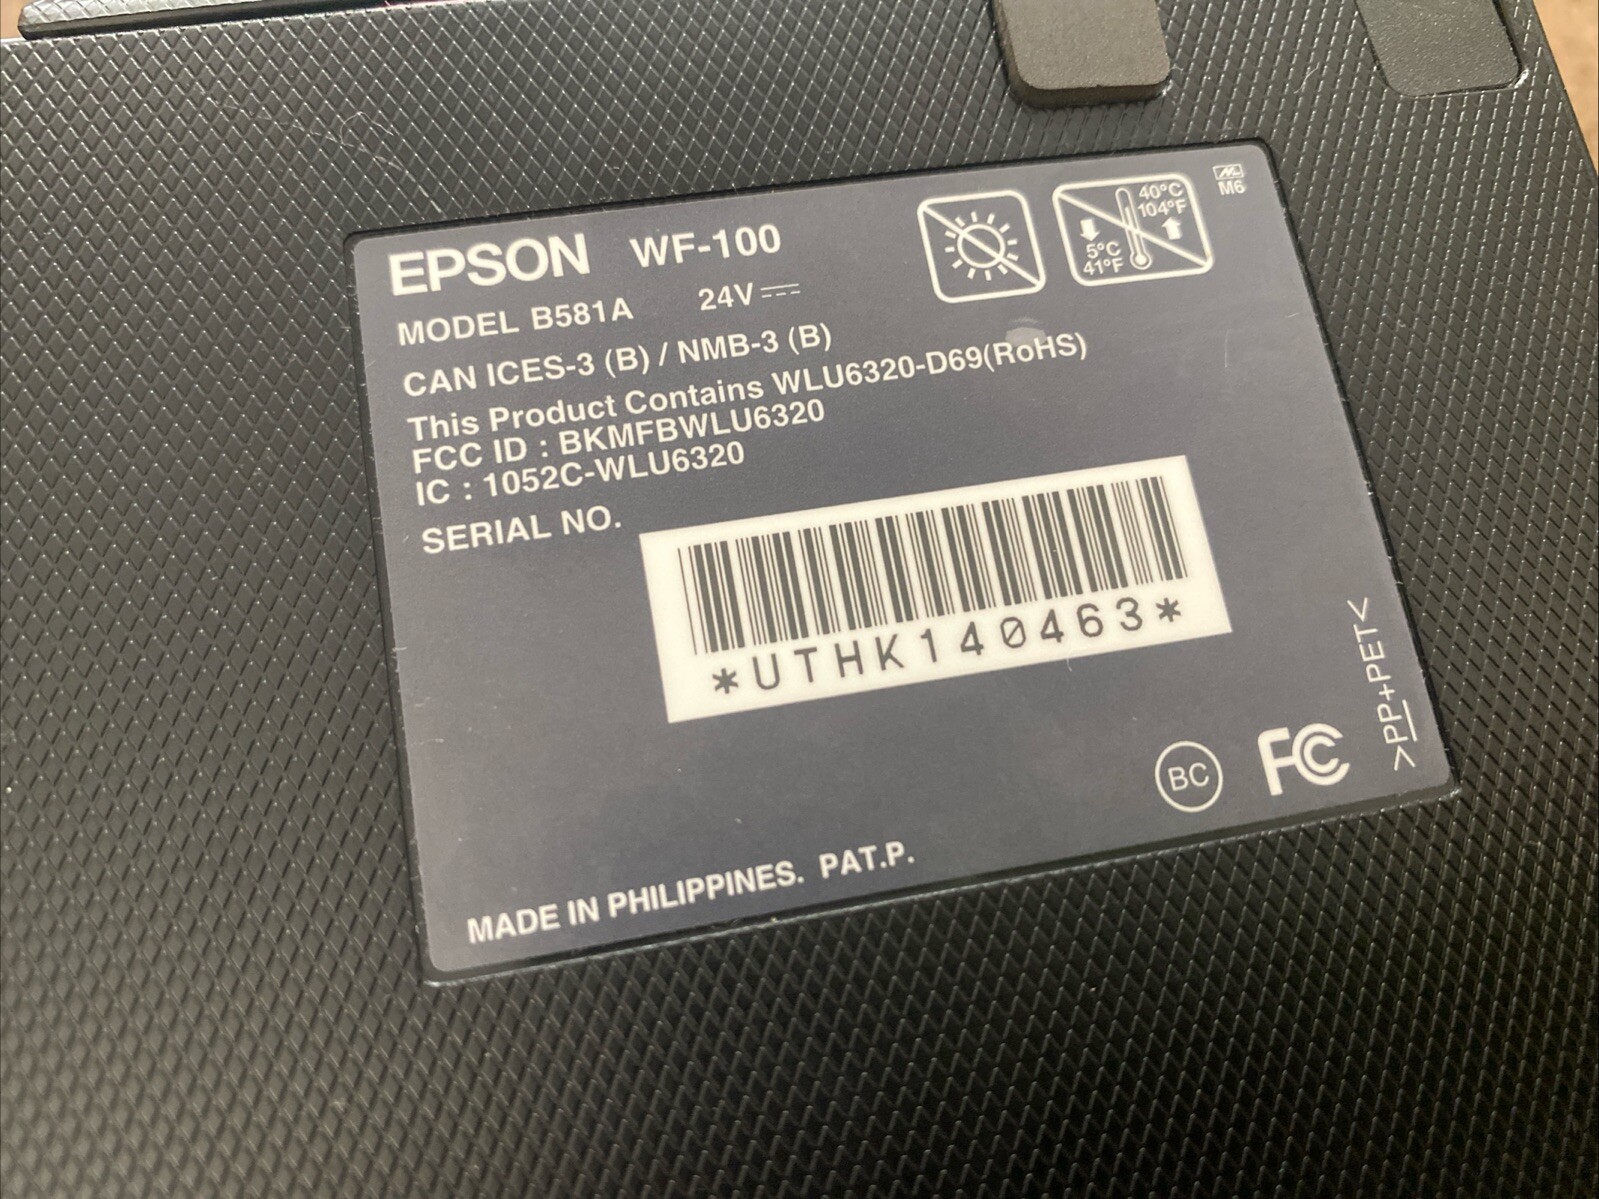 EPSON WF-100
MODEL B581A 24V
CAN ICES-3 (B) / NMB-3 (B)
This Product Contains WLU6320-D69(RoHS)
FCC ID : BKMFBWLU6320
IC : 1052C-WLU6320
SERIAL NO.
*UTHK140463*
40°C
104°F
5°C
41°F
M6
BC
FC
>PP+PET<
MADE IN PHILIPPINES. PAT.P.